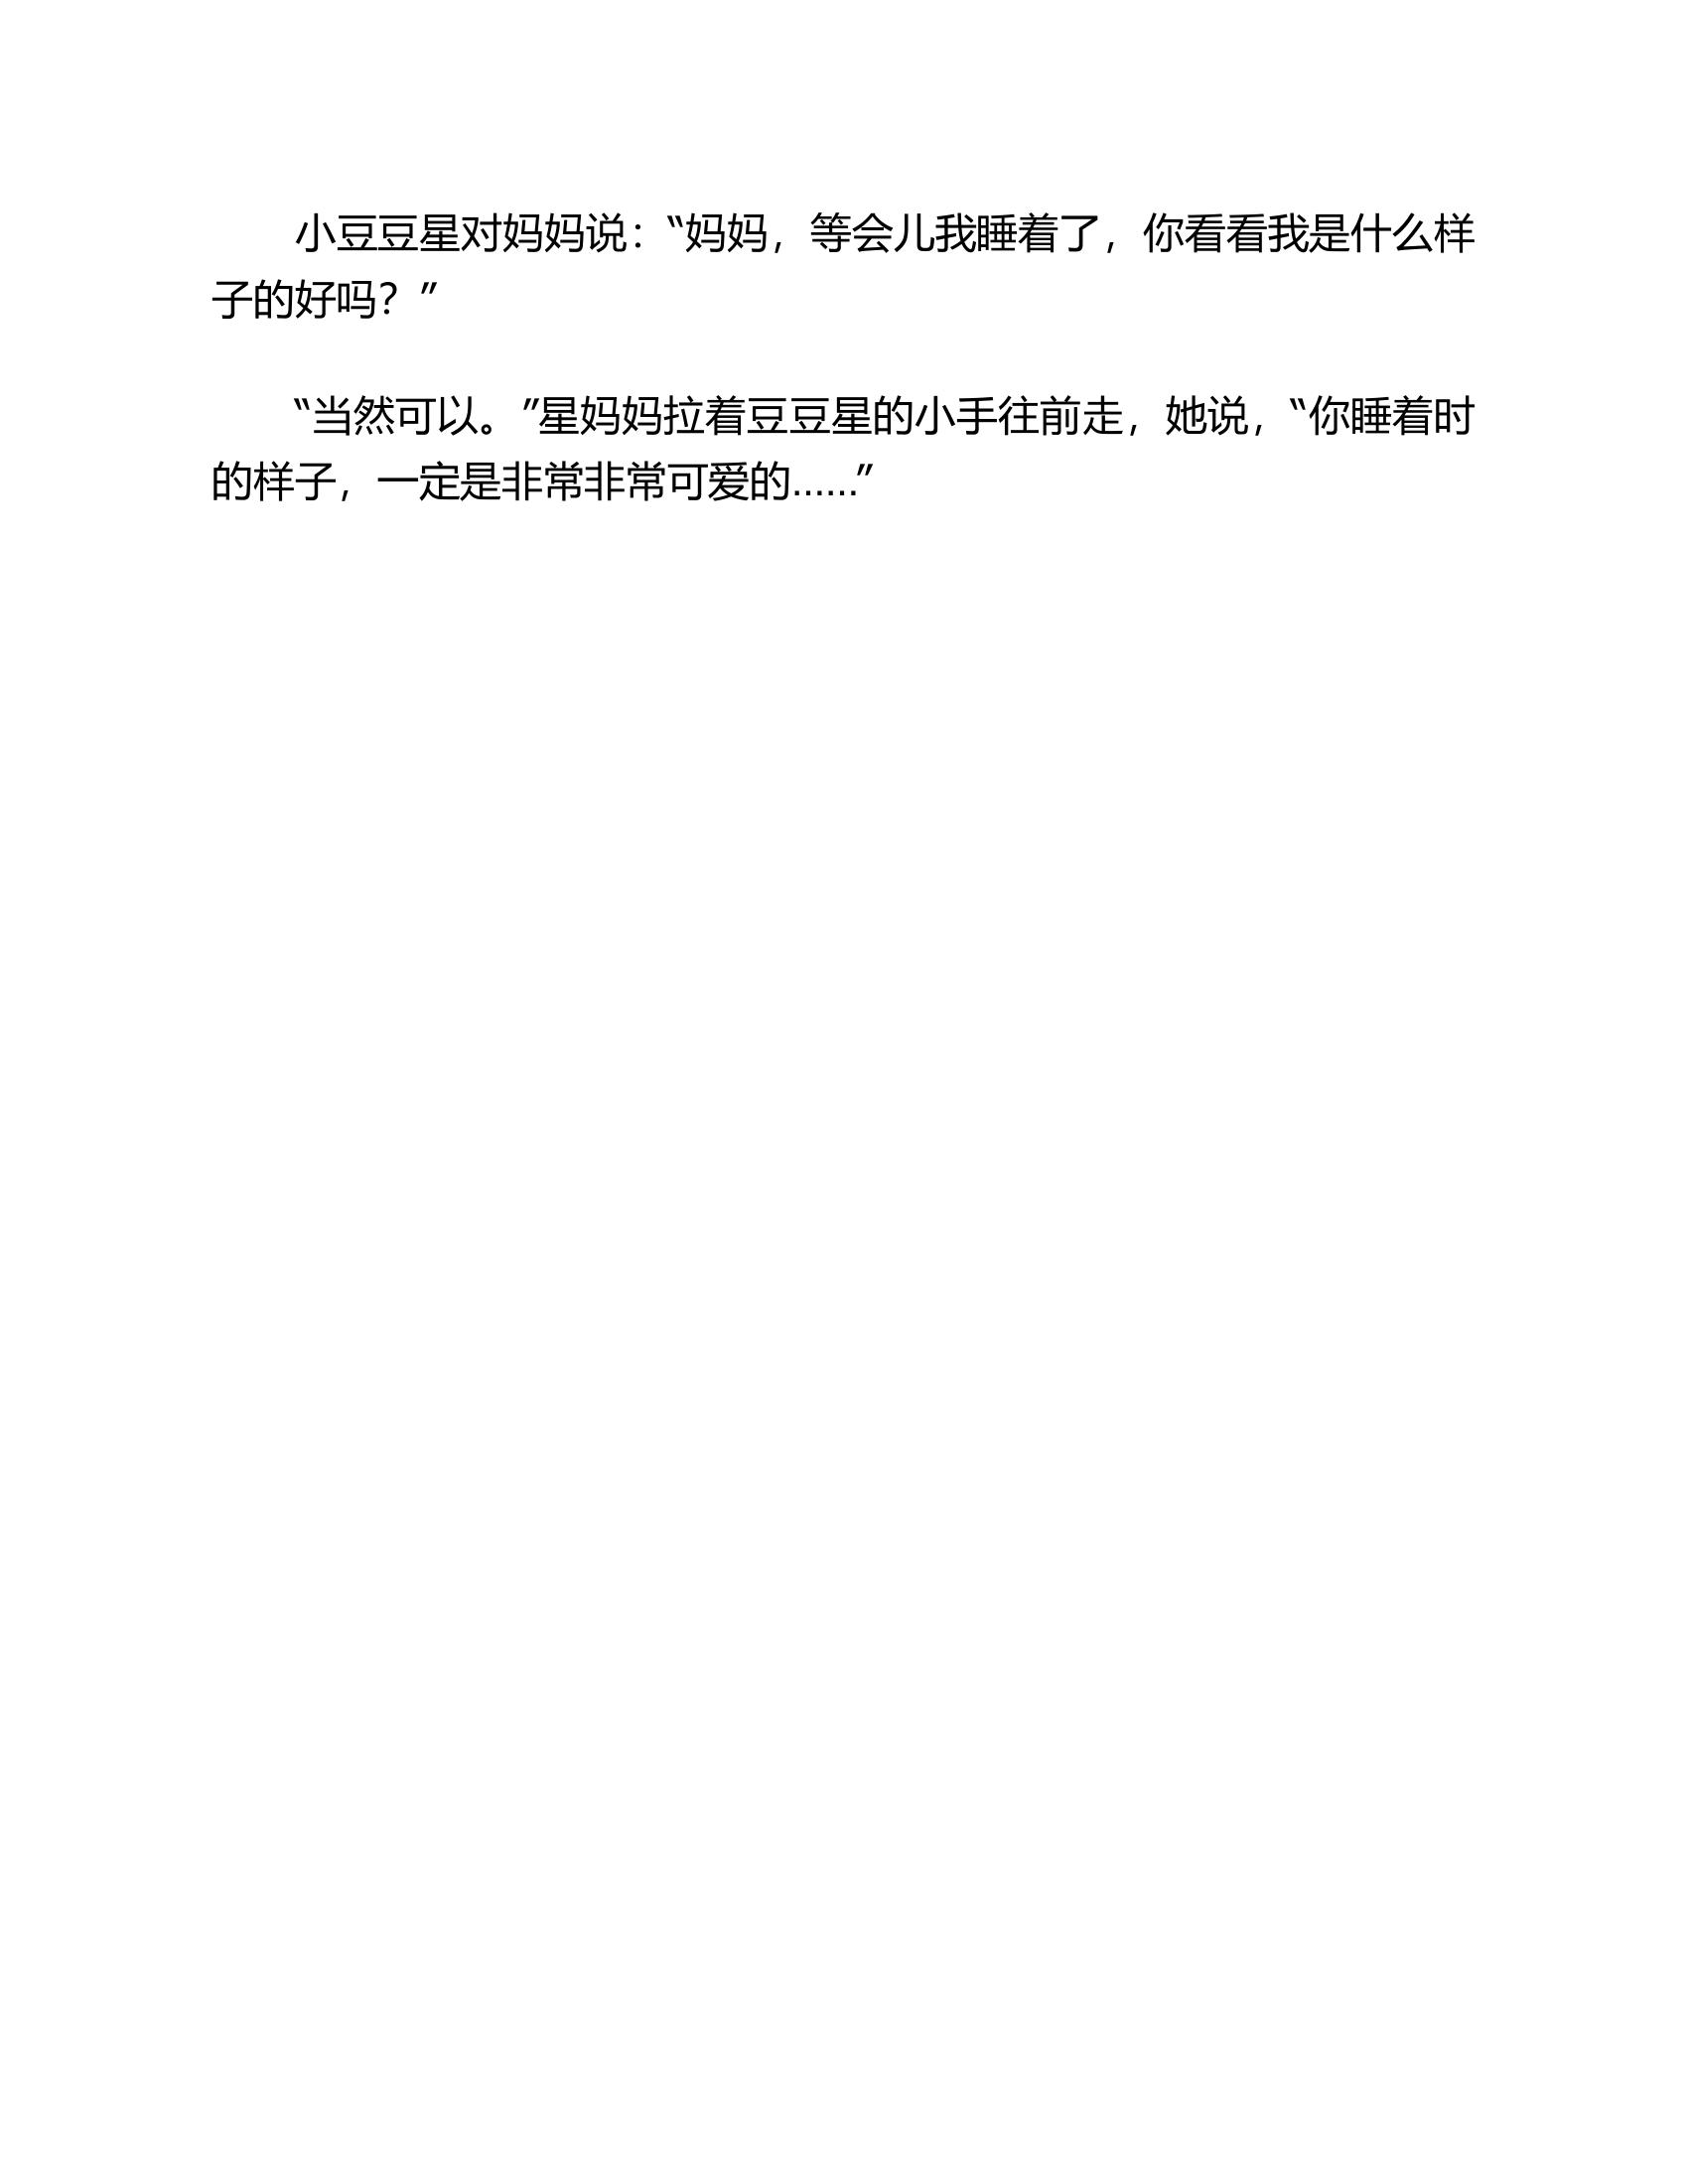 小豆豆星对妈妈说：“妈妈，等会儿我睡着了，你看看我是什么样
子的好吗？”
“当然可以。”星妈妈拉着豆豆星的小手往前走，她说，“你睡着时
的样子，一定是非常非常可爱的……”